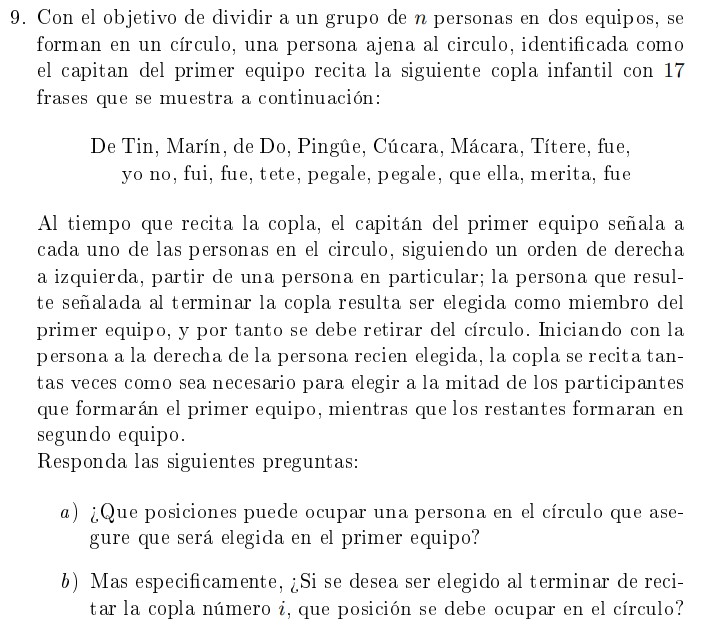 9. Con el objetivo de dividir a un grupo de n personas en dos equipos, se
forman en un círculo, una persona ajena al circulo, identificada como
el capitan del primer equipo recita la siguiente copla infantil con 17
frases que se muestra a continuación:
De Tin, Marín, de Do, Pingûe, Cúcara, Mácara, Títere, fue,
yo no, fui, fue, tete, pegale, pegale, que ella, merita, fue
Al tiempo que recita la copla, el capitán del primer equipo señala a
cada uno de las personas en el circulo, siguiendo un orden de derecha
a izquierda, partir de una persona en particular; la persona que resul-
te señalada al terminar la copla resulta ser elegida como miembro del
primer equipo, y por tanto se debe retirar del círculo. Iniciando con la
persona a la derecha de la persona recien elegida, la copla se recita tan-
tas veces como sea necesario para elegir a la mitad de los participantes
que formarán el primer equipo, mientras que los restantes formaran en
segundo equipo.
Responda las siguientes preguntas:
a) ¿Que posiciones puede ocupar una persona en el círculo que ase-
gure que será elegida en el primer equipo?
b) Mas especificamente, ¿Si se desea ser elegido al terminar de reci-
tar la copla número i, que posición se debe ocupar en el círculo?